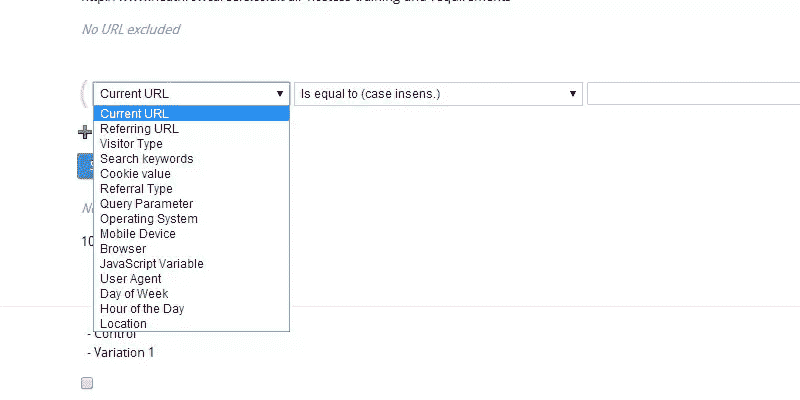 No URL excluded
( Current URL Is equal to (case insens.)
Current URL
Referring URL
Visitor Type
Search keywords
Cookie value
Referral Type
Query Parameter
Operating System
Mobile Device
Browser
JavaScript Variable
User Agent
Day of Week
Hour of the Day
Location
No
10
- Control
- Variation 1